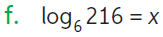 f. log₆ 216 = x